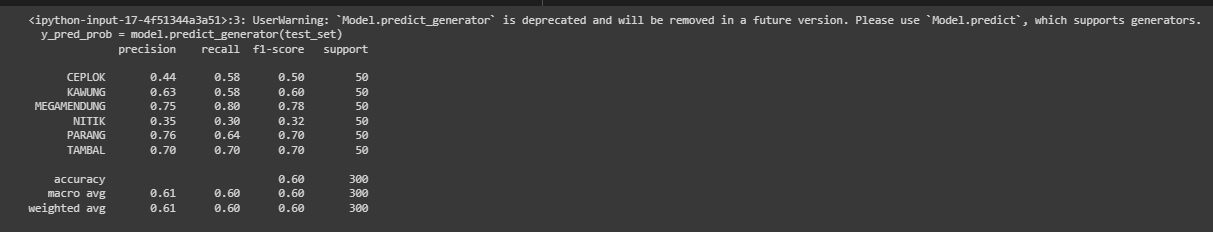 <ipython-input-17-4f51344a3a51>:3: UserWarning: `Model.predict_generator` is deprecated and will be removed in a future version. Please use `Model.predict`, which supports generators.
  y_pred_prob = model.predict_generator(test_set)
              precision    recall  f1-score   support

      CEPLOK       0.44      0.58      0.50        50
      KAWUNG       0.63      0.58      0.60        50
 MEGAMENDUNG       0.75      0.80      0.78        50
       NITIK       0.35      0.30      0.32        50
      PARANG       0.76      0.64      0.70        50
      TAMBAL       0.70      0.70      0.70        50

    accuracy                           0.60       300
   macro avg       0.61      0.60      0.60       300
weighted avg       0.61      0.60      0.60       300